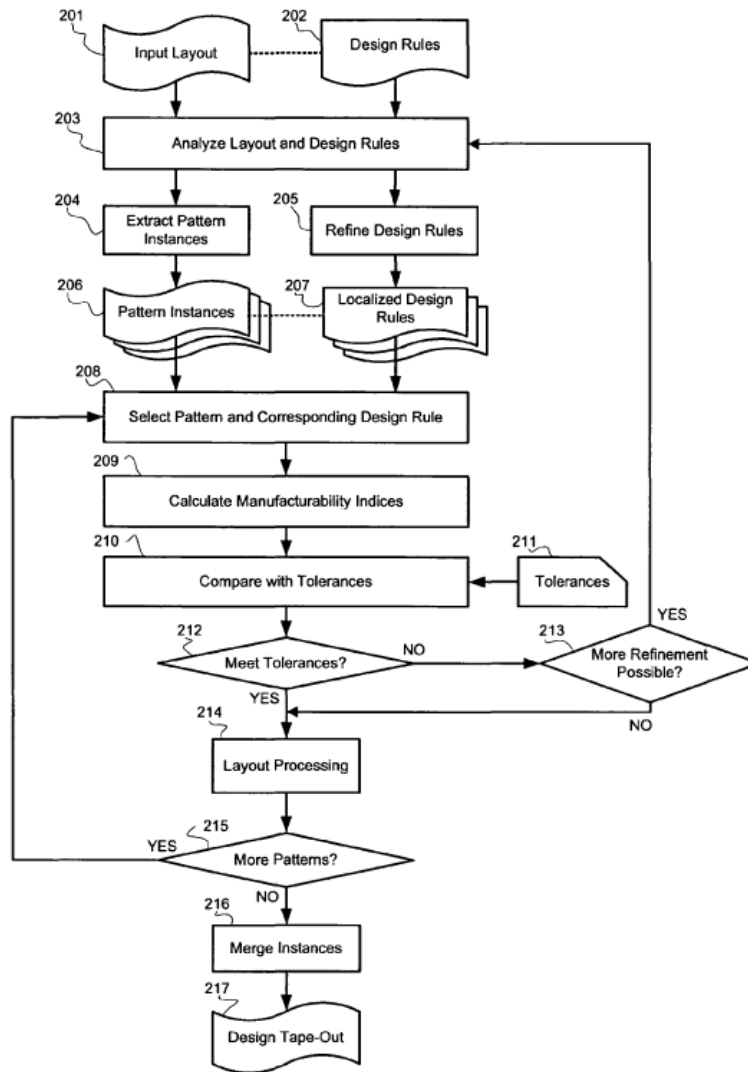 201
Input Layout
202
Design Rules
203
Analyze Layout and Design Rules
204
Extract Pattern
Instances
205
Refine Design Rules
206
Pattern Instances
207
Localized Design
Rules
208
Select Pattern and Corresponding Design Rule
209
Calculate Manufacturability Indices
210
Compare with Tolerances
211
Tolerances
212
Meet Tolerances?
NO
YES
213
More Refinement
Possible?
YES
NO
214
Layout Processing
215
YES
More Patterns?
NO
216
Merge Instances
217
Design Tape-Out